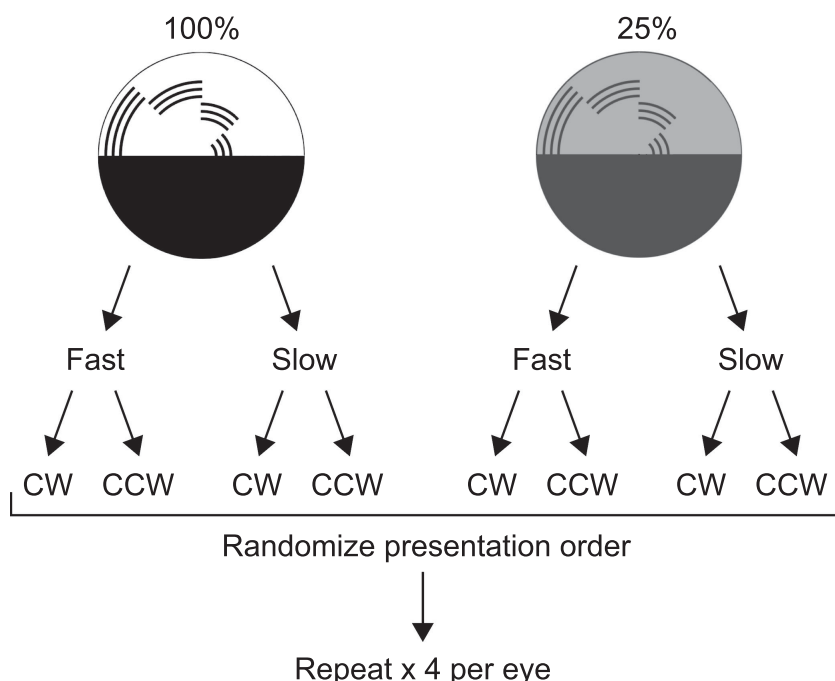 100% 25%
Fast Slow Fast Slow
CW CCW CW CCW CW CCW CW CCW
Randomize presentation order
Repeat x 4 per eye